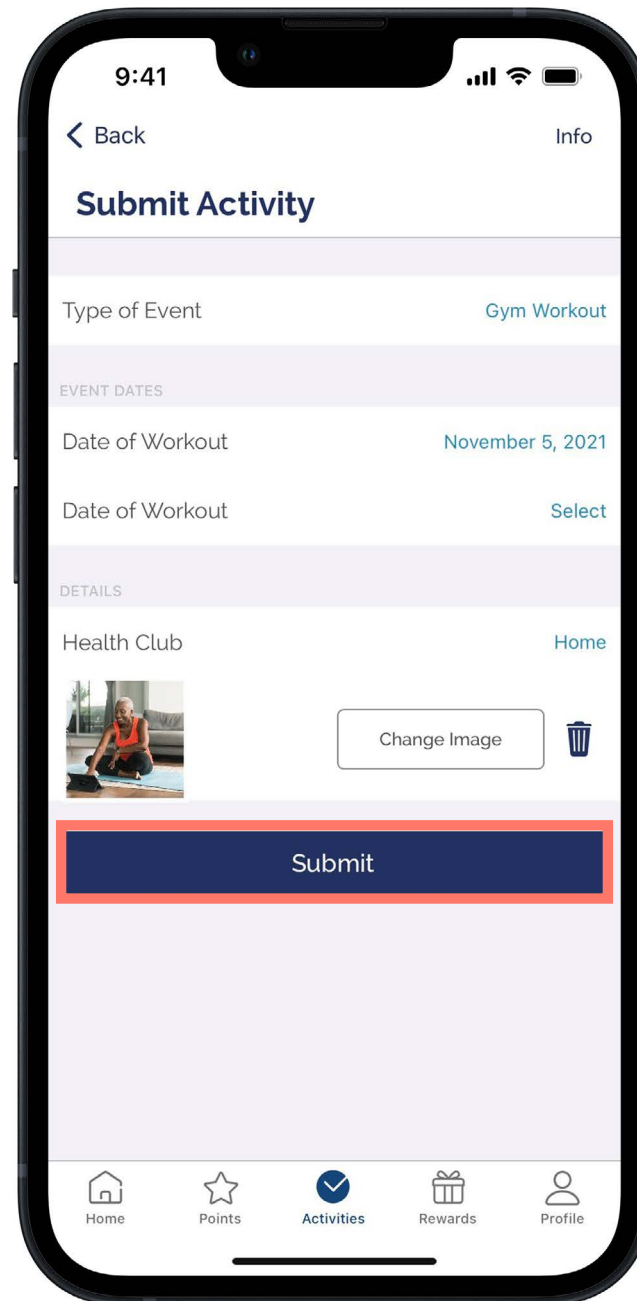 9:41
Back Info
Submit Activity
Type of Event Gym Workout
EVENT DATES
Date of Workout November 5, 2021
Date of Workout Select
DETAILS
Health Club Home
Change Image
Submit
Home Points Activities Rewards Profile